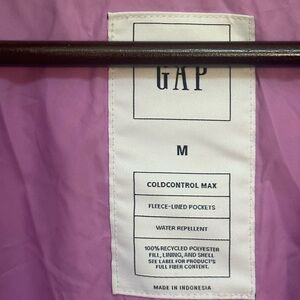 GAP
M
COLDCONTROL MAX
FLEECE-LINED POCKETS
WATER REPELLENT
100% RECYCLED POLYESTER
FILL, LINING, AND SHELL
SEE LABEL FOR PRODUCT'S
FULL FIBER CONTENT.
MADE IN INDONESIA